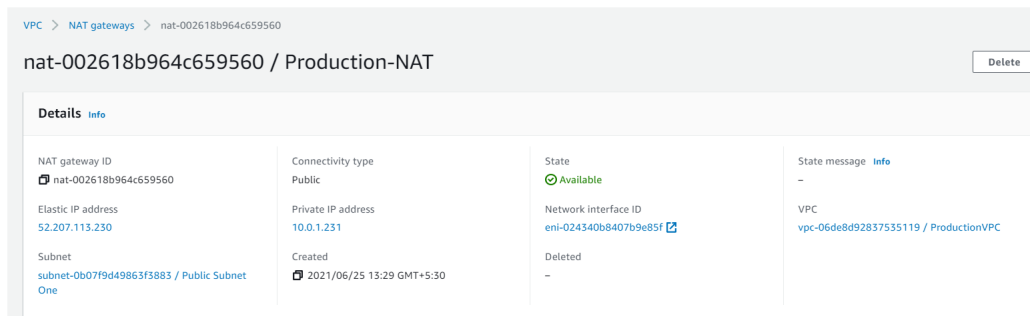 VPC > NAT gateways > nat-002618b964c659560
nat-002618b964c659560 / Production-NAT
Delete
Details Info
NAT gateway ID
nat-002618b964c659560
Connectivity type
Public
State
Available
State message Info
–
Elastic IP address
52.207.113.230
Private IP address
10.0.1.231
Network interface ID
eni-024340b8407b9e85f
VPC
vpc-06de8d92837535119 / ProductionVPC
Subnet
subnet-0b07f9d49863f3883 / Public Subnet
One
Created
2021/06/25 13:29 GMT+5:30
Deleted
–